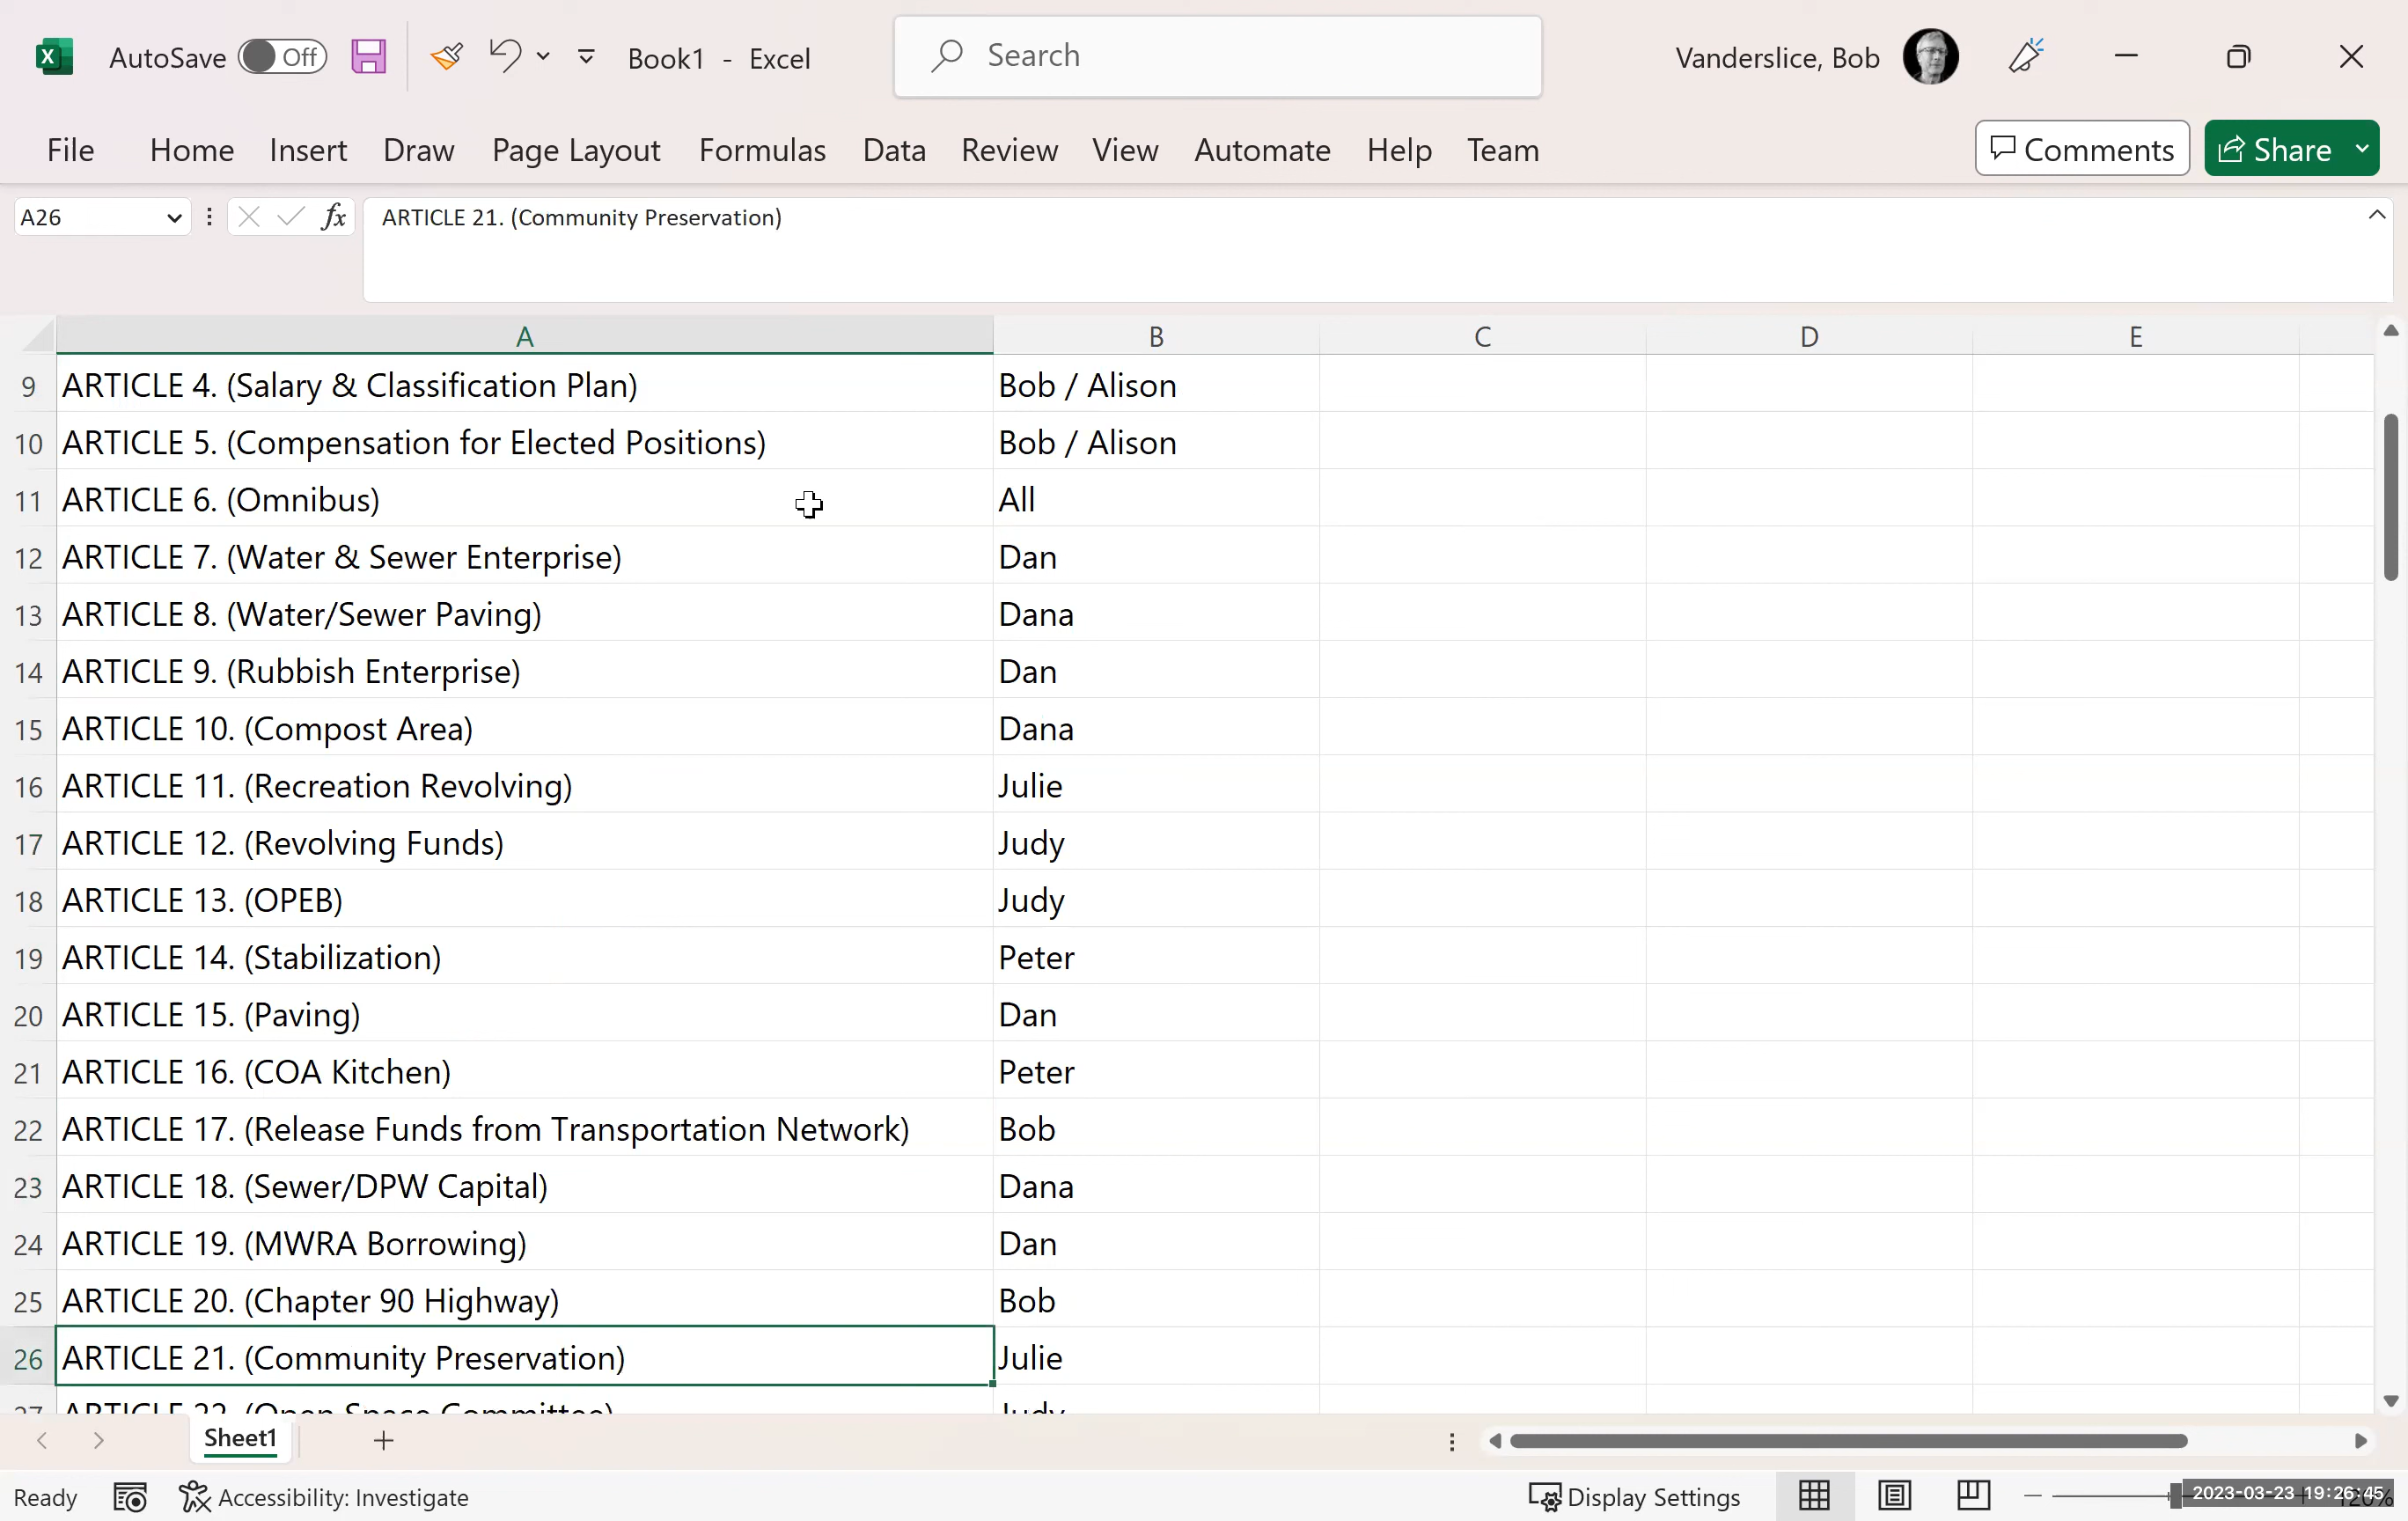 AutoSave Off Book1 - Excel Search Vanderslice, Bob
File Home Insert Draw Page Layout Formulas Data Review View Automate Help Team Comments Share
A26 fx ARTICLE 21. (Community Preservation)
A B C D E
9 ARTICLE 4. (Salary & Classification Plan) Bob / Alison
10 ARTICLE 5. (Compensation for Elected Positions) Bob / Alison
11 ARTICLE 6. (Omnibus) All
12 ARTICLE 7. (Water & Sewer Enterprise) Dan
13 ARTICLE 8. (Water/Sewer Paving) Dana
14 ARTICLE 9. (Rubbish Enterprise) Dan
15 ARTICLE 10. (Compost Area) Dana
16 ARTICLE 11. (Recreation Revolving) Julie
17 ARTICLE 12. (Revolving Funds) Judy
18 ARTICLE 13. (OPEB) Judy
19 ARTICLE 14. (Stabilization) Peter
20 ARTICLE 15. (Paving) Dan
21 ARTICLE 16. (COA Kitchen) Peter
22 ARTICLE 17. (Release Funds from Transportation Network) Bob
23 ARTICLE 18. (Sewer/DPW Capital) Dana
24 ARTICLE 19. (MWRA Borrowing) Dan
25 ARTICLE 20. (Chapter 90 Highway) Bob
26 ARTICLE 21. (Community Preservation) Julie
27 ARTICLE 22. (Open Space Committee) Judy
Sheet1
Ready Accessibility: Investigate Display Settings 2023-03-23 19:26:45